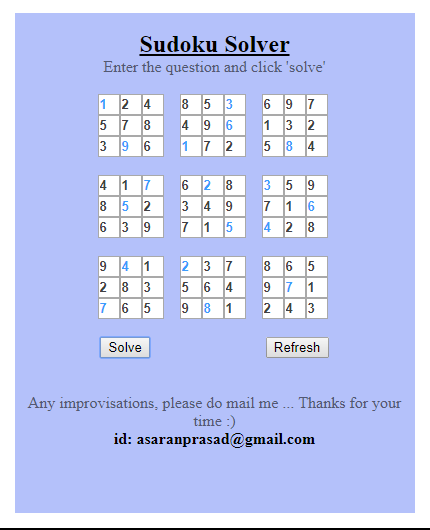 Sudoku Solver
Enter the question and click 'solve'
1 2 4 8 5 3 6 9 7
5 7 8 4 9 6 1 3 2
3 9 6 1 7 2 5 8 4
4 1 7 6 2 8 3 5 9
8 5 2 3 4 9 7 1 6
6 3 9 7 1 5 4 2 8
9 4 1 2 3 7 8 6 5
2 8 3 5 6 4 9 7 1
7 6 5 9 8 1 2 4 3
Solve Refresh
Any improvisations, please do mail me ... Thanks for your
time :)
id: asaranprasad@gmail.com